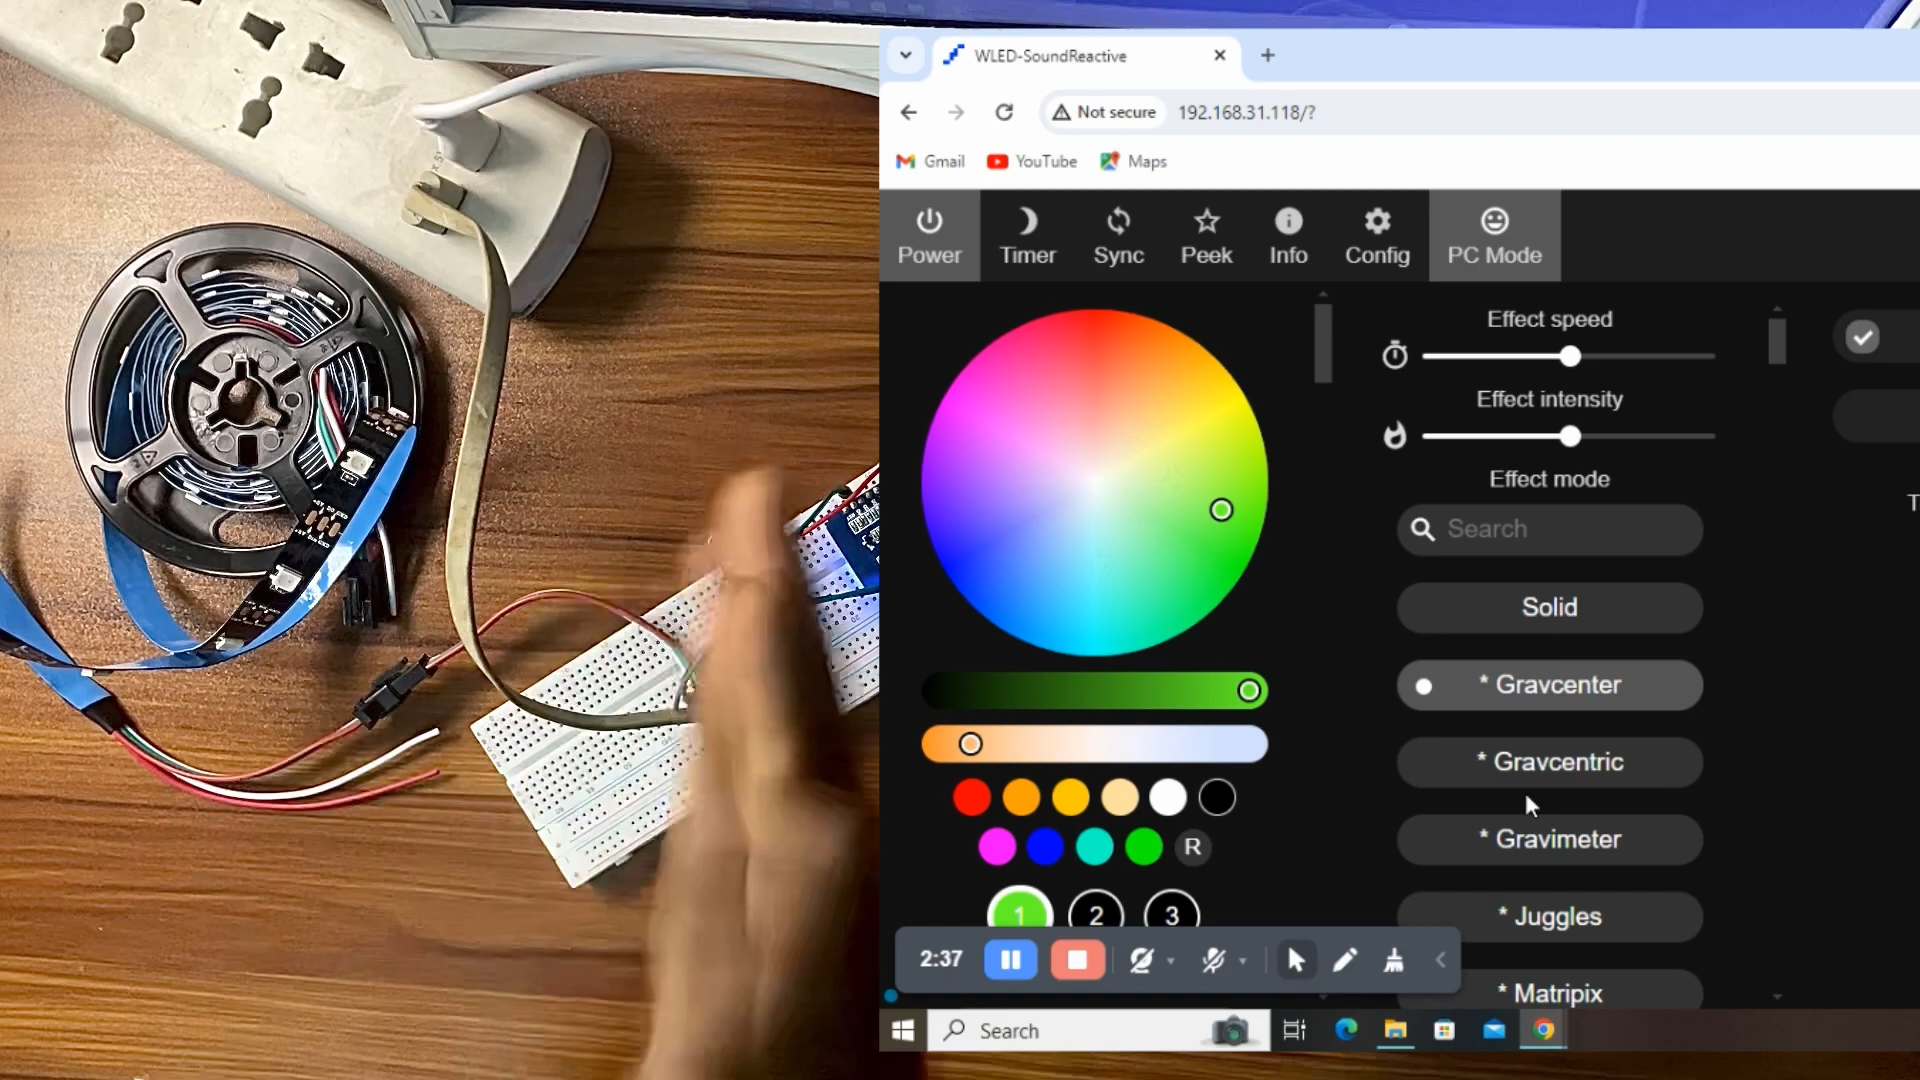 WLED-SoundReactive
Not secure
192.168.31.118/?
Gmail
YouTube
Maps
Power
Timer
Sync
Peek
Info
Config
PC Mode
Effect speed
Effect intensity
Effect mode
Search
Solid
* Gravcenter
* Gravcentric
* Gravimeter
* Juggles
* Matripix
R
1
2
3
2:37
Search